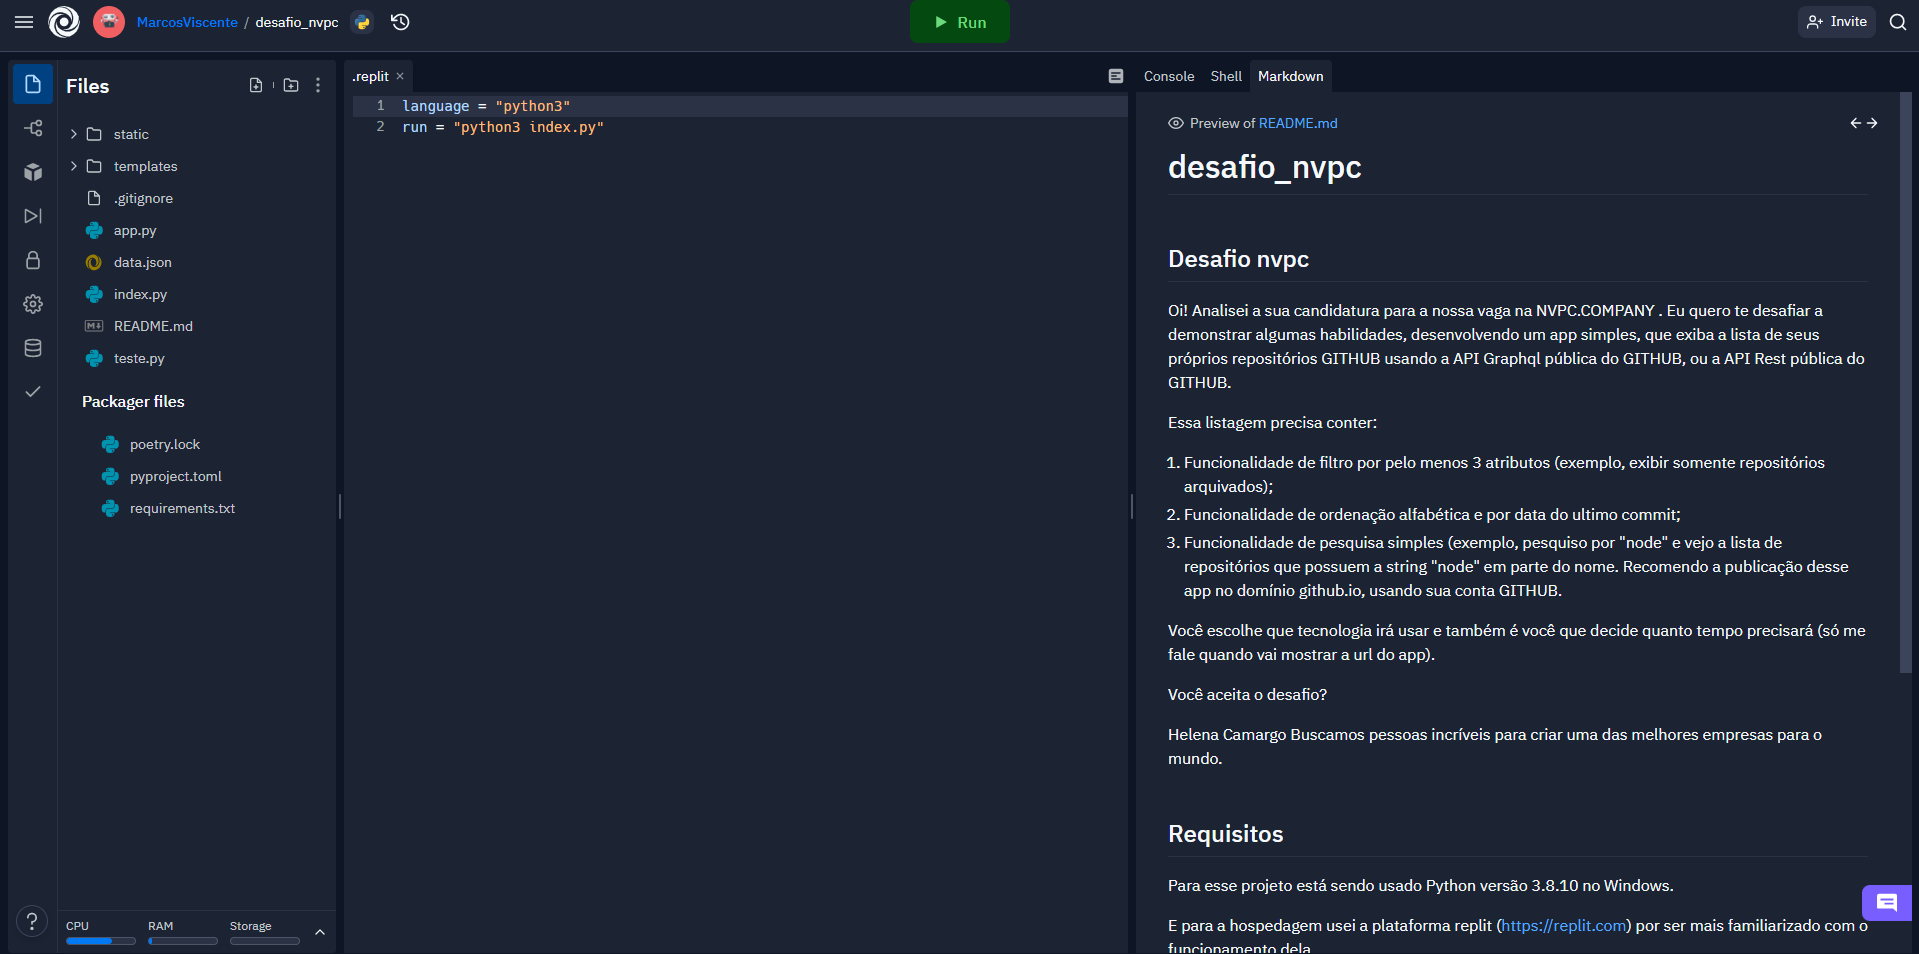 MarcosViscente / desafio_nvpc
Run
Invite
Files
static
templates
.gitignore
app.py
data.json
index.py
README.md
teste.py
Packager files
poetry.lock
pyproject.toml
requirements.txt
CPU RAM Storage
.replit
1 language = "python3"
2 run = "python3 index.py"
Console Shell Markdown
Preview of README.md
desafio_nvpc
Desafio nvpc
Oi! Analisei a sua candidatura para a nossa vaga na NVPC.COMPANY . Eu quero te desafiar a
demonstrar algumas habilidades, desenvolvendo um app simples, que exiba a lista de seus
próprios repositórios GITHUB usando a API Graphql pública do GITHUB, ou a API Rest pública do
GITHUB.
Essa listagem precisa conter:
1. Funcionalidade de filtro por pelo menos 3 atributos (exemplo, exibir somente repositórios
arquivados);
2. Funcionalidade de ordenação alfabética e por data do ultimo commit;
3. Funcionalidade de pesquisa simples (exemplo, pesquiso por "node" e vejo a lista de
repositórios que possuem a string "node" em parte do nome. Recomendo a publicação desse
app no domínio github.io, usando sua conta GITHUB.
Você escolhe que tecnologia irá usar e também é você que decide quanto tempo precisará (só me
fale quando vai mostrar a url do app).
Você aceita o desafio?
Helena Camargo Buscamos pessoas incríveis para criar uma das melhores empresas para o
mundo.
Requisitos
Para esse projeto está sendo usado Python versão 3.8.10 no Windows.
E para a hospedagem usei a plataforma replit (https://replit.com) por ser mais familiarizado com o
funcionamento dela